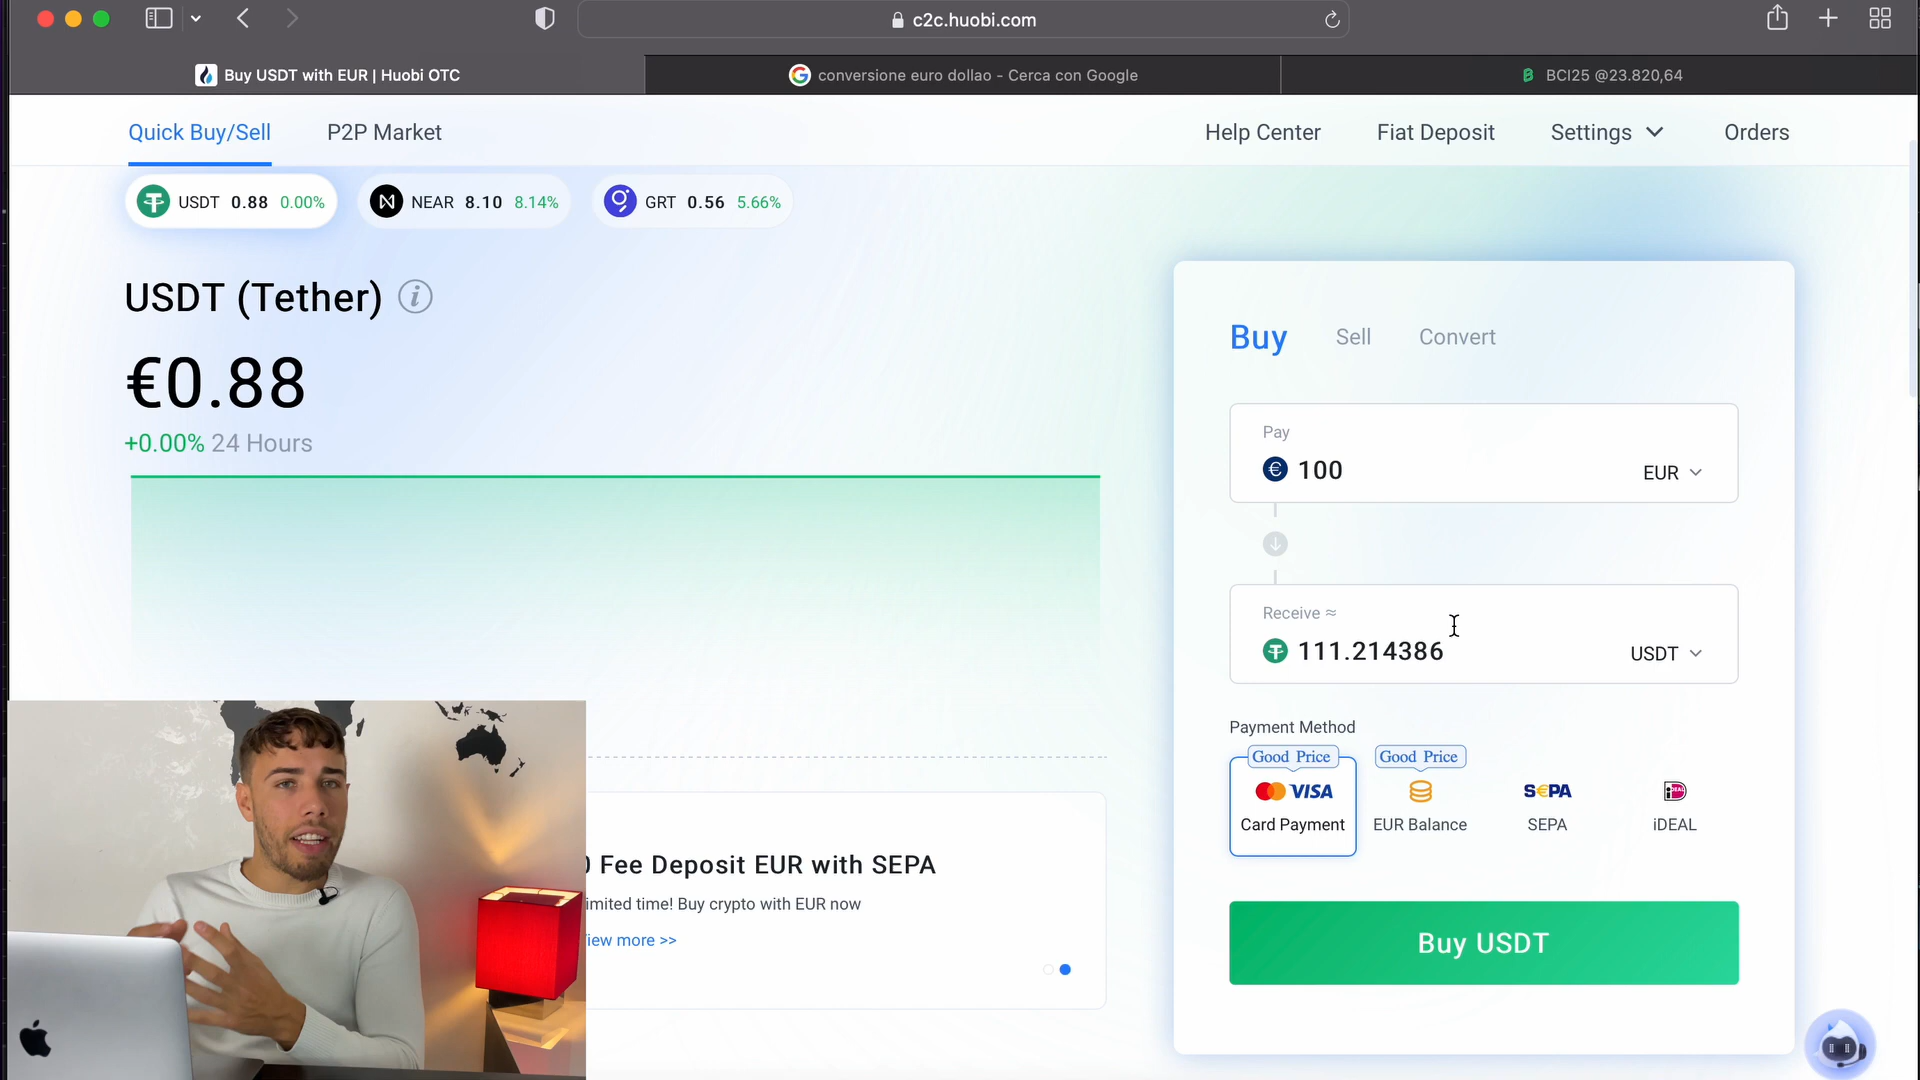 c2c.huobi.com
Buy USDT with EUR | Huobi OTC
conversione euro dollao - Cerca con Google
BCI25 @23.820,64
Quick Buy/Sell
P2P Market
Help Center
Fiat Deposit
Settings
Orders
USDT 0.88 0.00%
NEAR 8.10 8.14%
GRT 0.56 5.66%
USDT (Tether)
€0.88
+0.00% 24 Hours
Fee Deposit EUR with SEPA
time! Buy crypto with EUR now
more >>
Buy
Sell
Convert
Pay
100
EUR
Receive ≈
111.214386
USDT
Payment Method
Good Price
Good Price
VISA
SEPA
iDEAL
Card Payment
EUR Balance
SEPA
iDEAL
Buy USDT